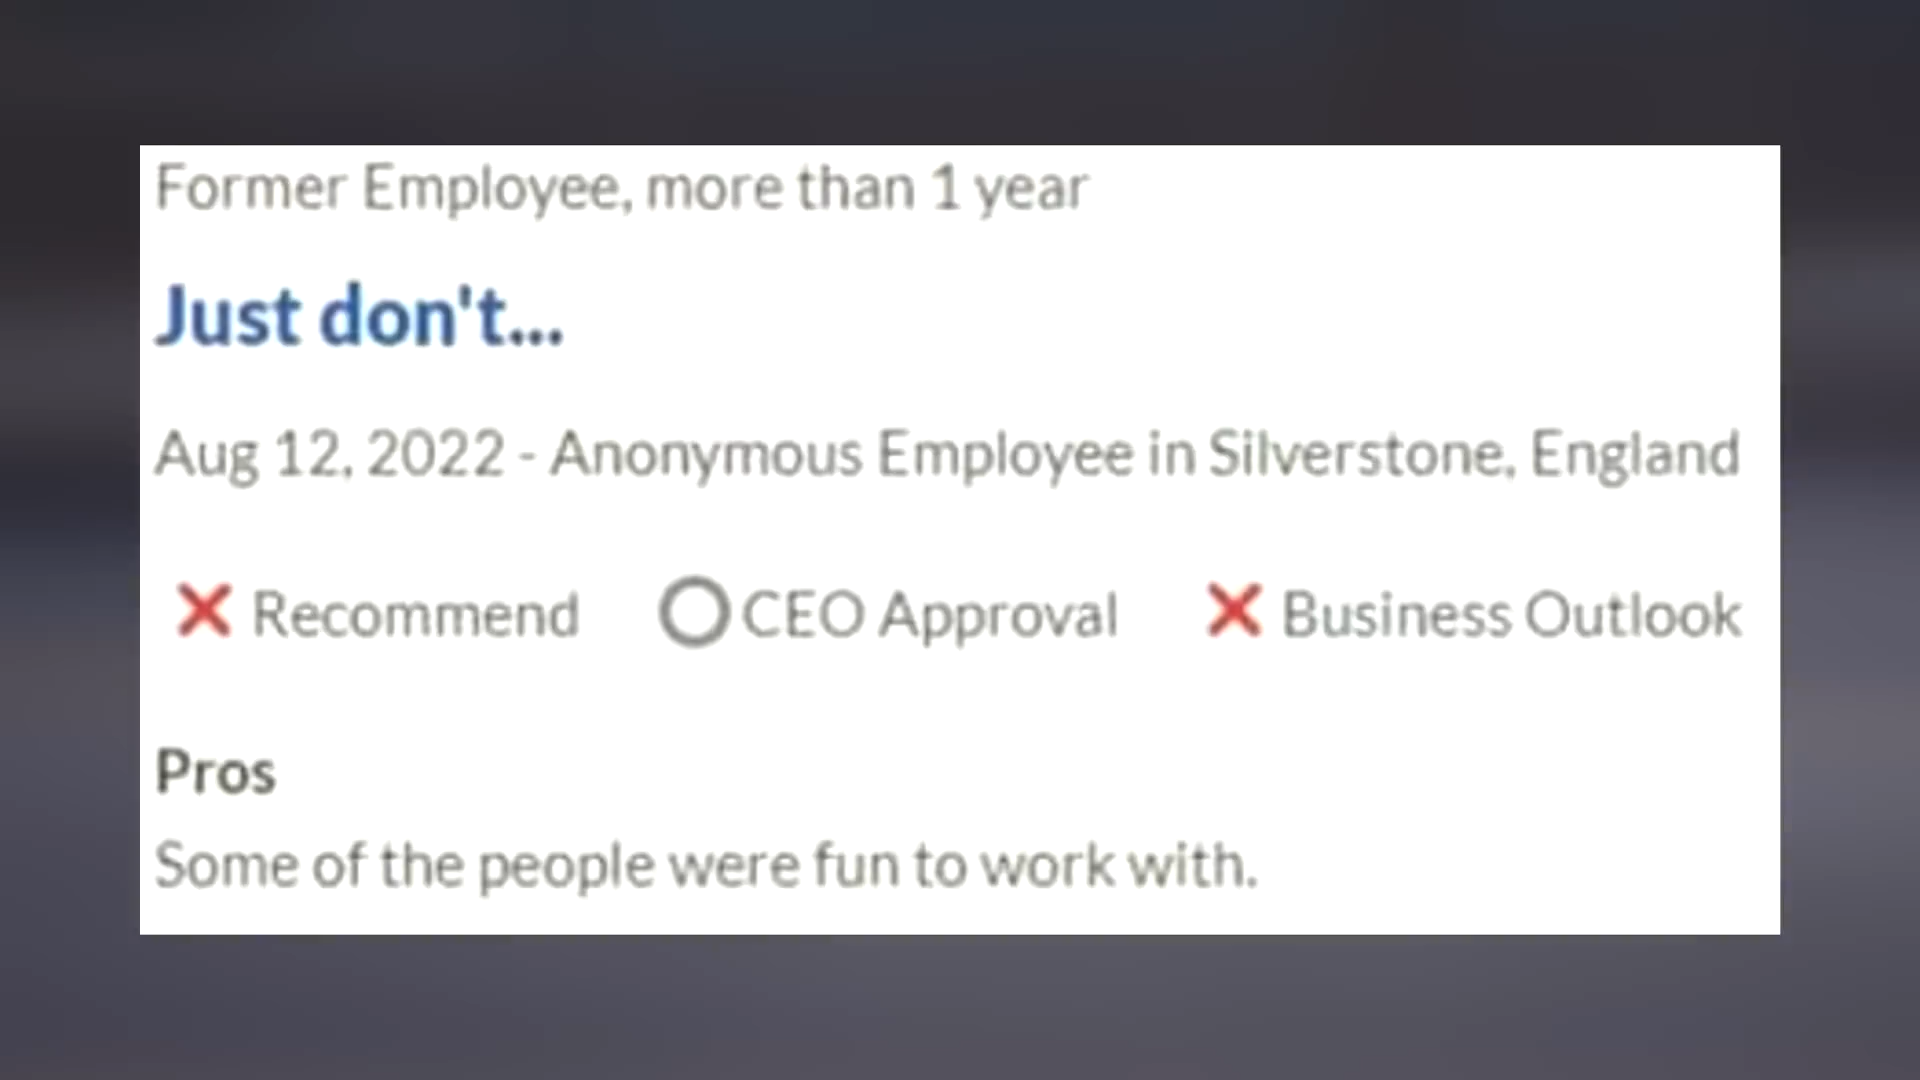 Former Employee, more than 1 year
Just don't...
Aug 12, 2022 - Anonymous Employee in Silverstone, England
Recommend CEO Approval Business Outlook
Pros
Some of the people were fun to work with.